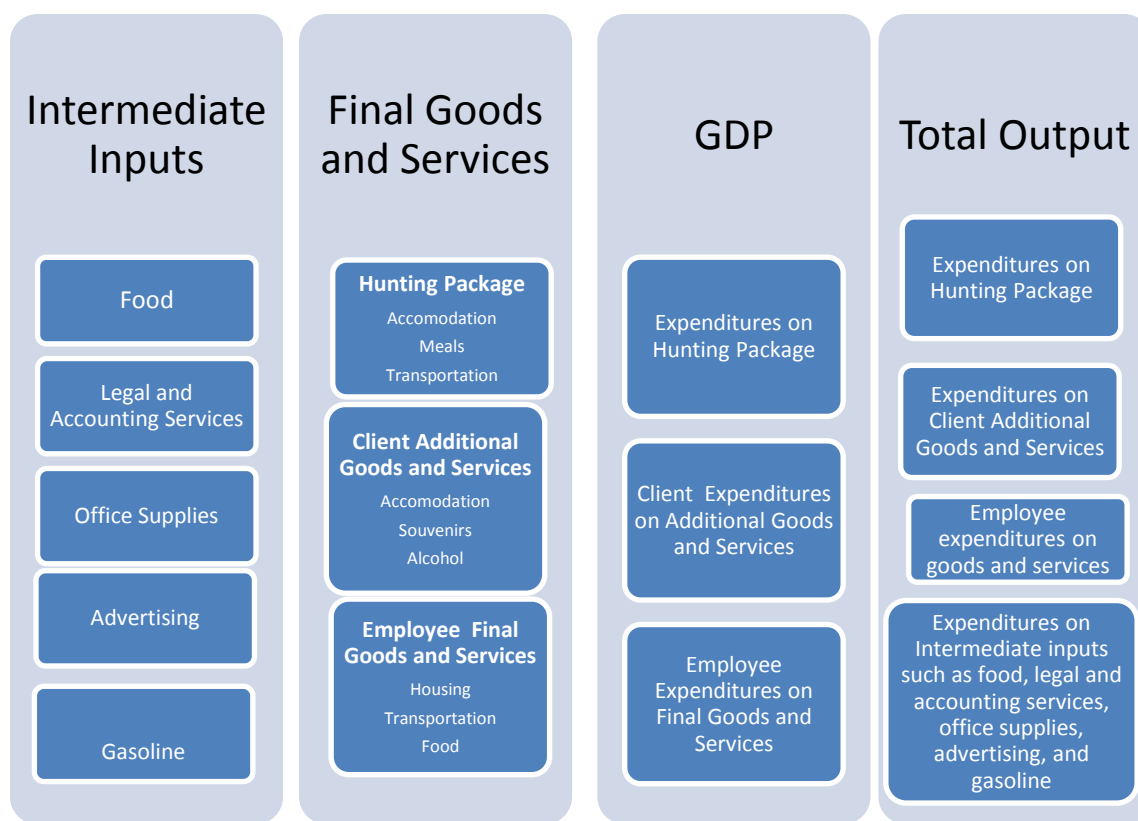 Intermediate
Inputs
Food
Legal and
Accounting Services
Office Supplies
Advertising
Gasoline
Final Goods
and Services
Hunting Package
Accomodation
Meals
Transportation
Client Additional
Goods and Services
Accomodation
Souvenirs
Alcohol
Employee Final
Goods and Services
Housing
Transportation
Food
GDP
Expenditures on
Hunting Package
Client Expenditures
on Additional Goods
and Services
Employee
Expenditures on
Final Goods and
Services
Total Output
Expenditures on
Hunting Package
Expenditures on
Client Additional
Goods and Services
Employee
expenditures on
goods and services
Expenditures on
Intermediate inputs
such as food, legal and
accounting services,
office supplies,
advertising, and
gasoline